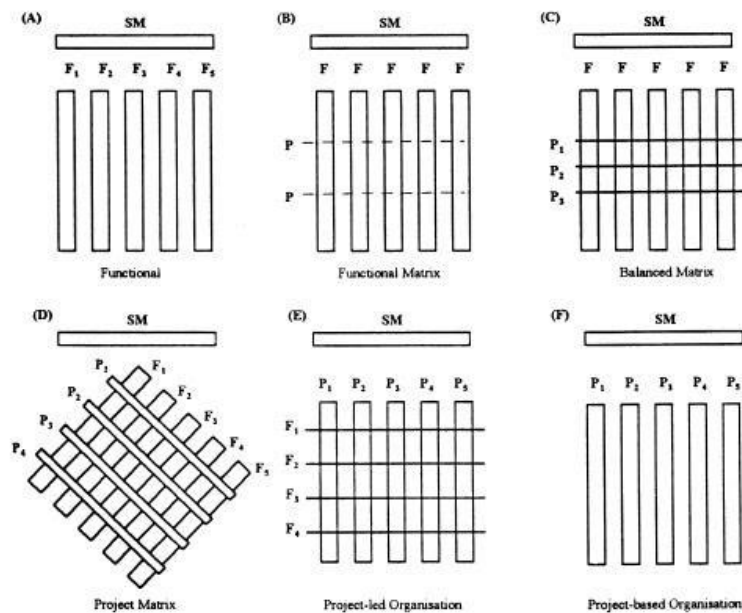 (A)
SM
F₁ F₂ F₃ F₄ F₅
Functional
(B)
SM
F F F F F
P
P
Functional Matrix
(C)
SM
F F F F F
P₁
P₂
P₃
Balanced Matrix
(D)
SM
P₁ F₁
P₂ F₂
P₃ F₃
P₄ F₄
F₅
Project Matrix
(E)
SM
P₁ P₂ P₃ P₄ P₅
F₁
F₂
F₃
F₄
Project-led Organisation
(F)
SM
P₁ P₂ P₃ P₄ P₅
Project-based Organisation